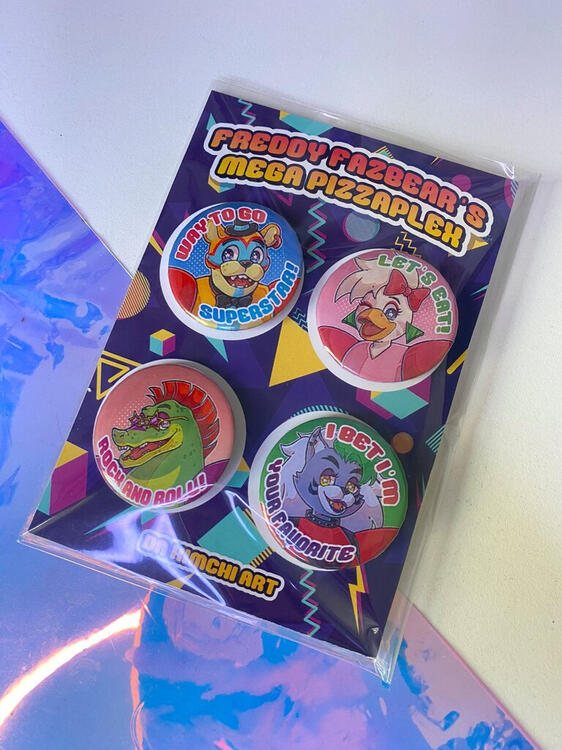 FREDDY FAZBEAR'S
MEGA PIZZAPLEX
WAY TO GO
SUPERSTAR!
LET'S EAT!
ROCK AND ROLL!
I BET I'M
YOUR FAVORITE
KIMCHI ART